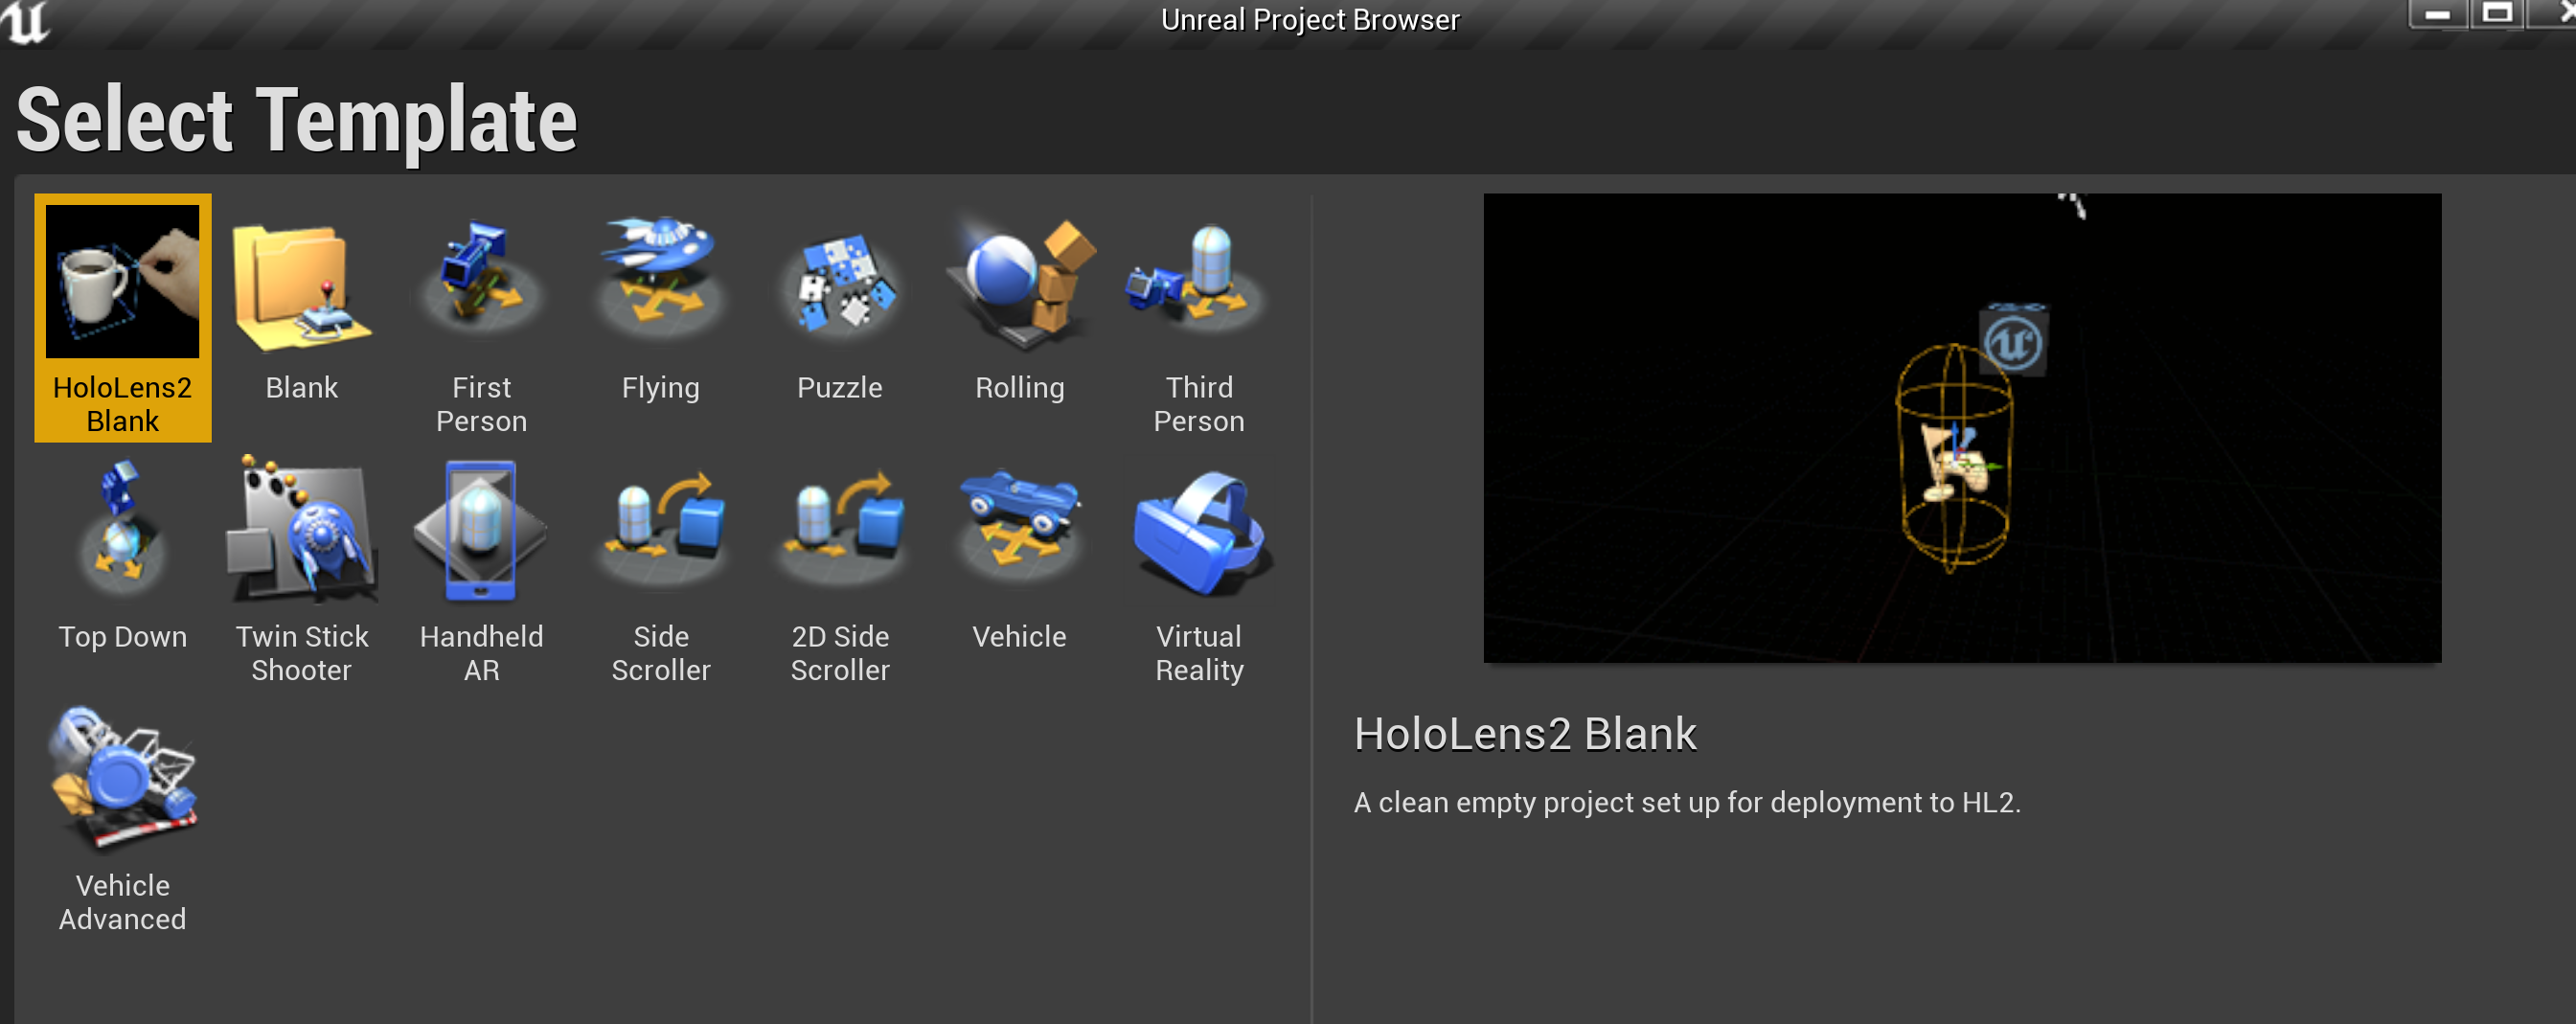 Unreal Project Browser
Select Template
HoloLens2
Blank
Blank
First
Person
Flying
Puzzle
Rolling
Third
Person
Top Down
Twin Stick
Shooter
Handheld
AR
Side
Scroller
2D Side
Scroller
Vehicle
Virtual
Reality
Vehicle
Advanced
HoloLens2 Blank
A clean empty project set up for deployment to HL2.